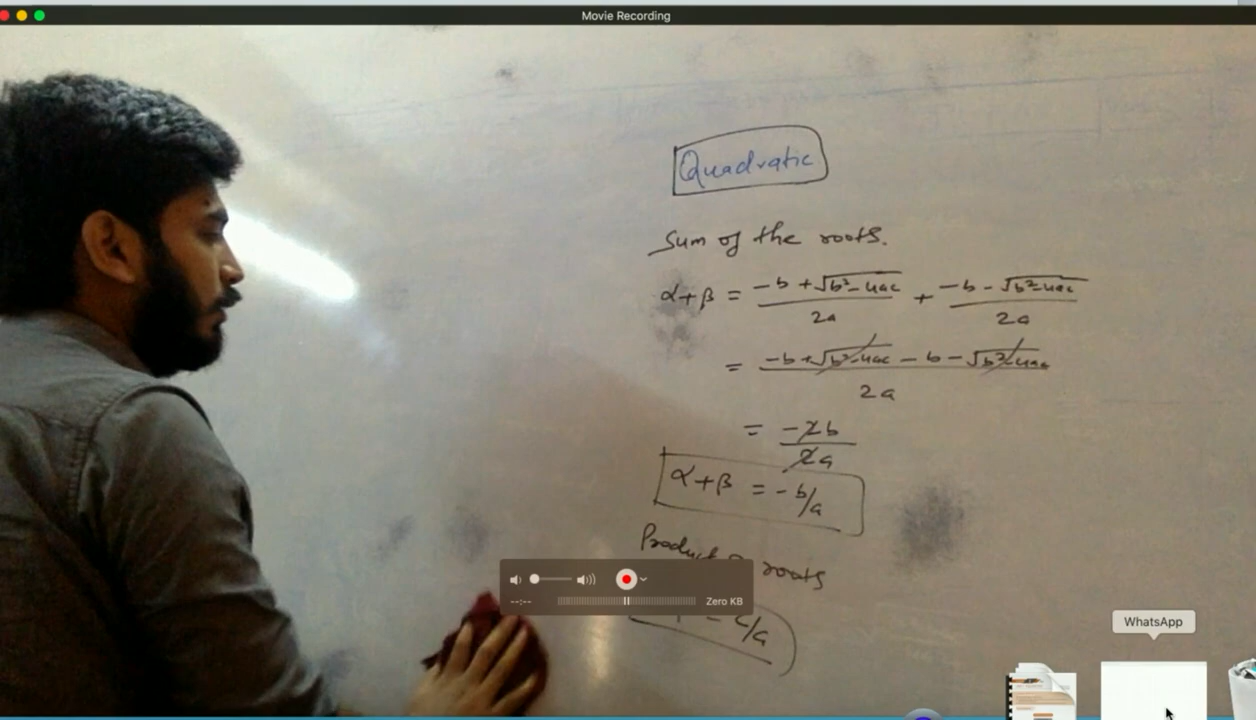 Movie Recording
Quadratic
Sum of the roots.
α+β = -b +√b²-4ac / 2a + -b - √b²-4ac / 2a
= -b +√b²-4ac - b - √b²-4ac / 2a
= -2b / 2a
α+β = - b/a
Product roots
= c/a
--:--
Zero KB
WhatsApp